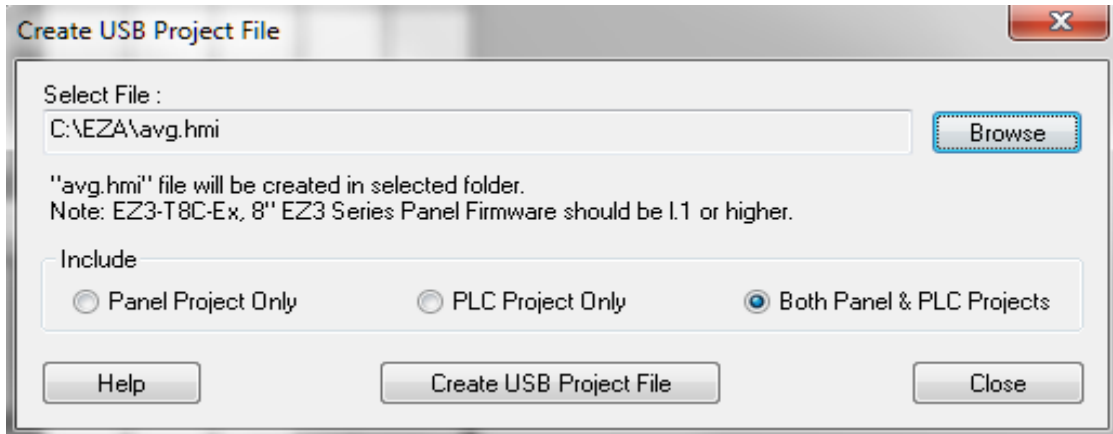 Create USB Project File
Select File :
C:\EZA\avg.hmi
Browse
"avg.hmi" file will be created in selected folder.
Note: EZ3-T8C-Ex, 8" EZ3 Series Panel Firmware should be I.1 or higher.
Include
Panel Project Only
PLC Project Only
Both Panel & PLC Projects
Help
Create USB Project File
Close